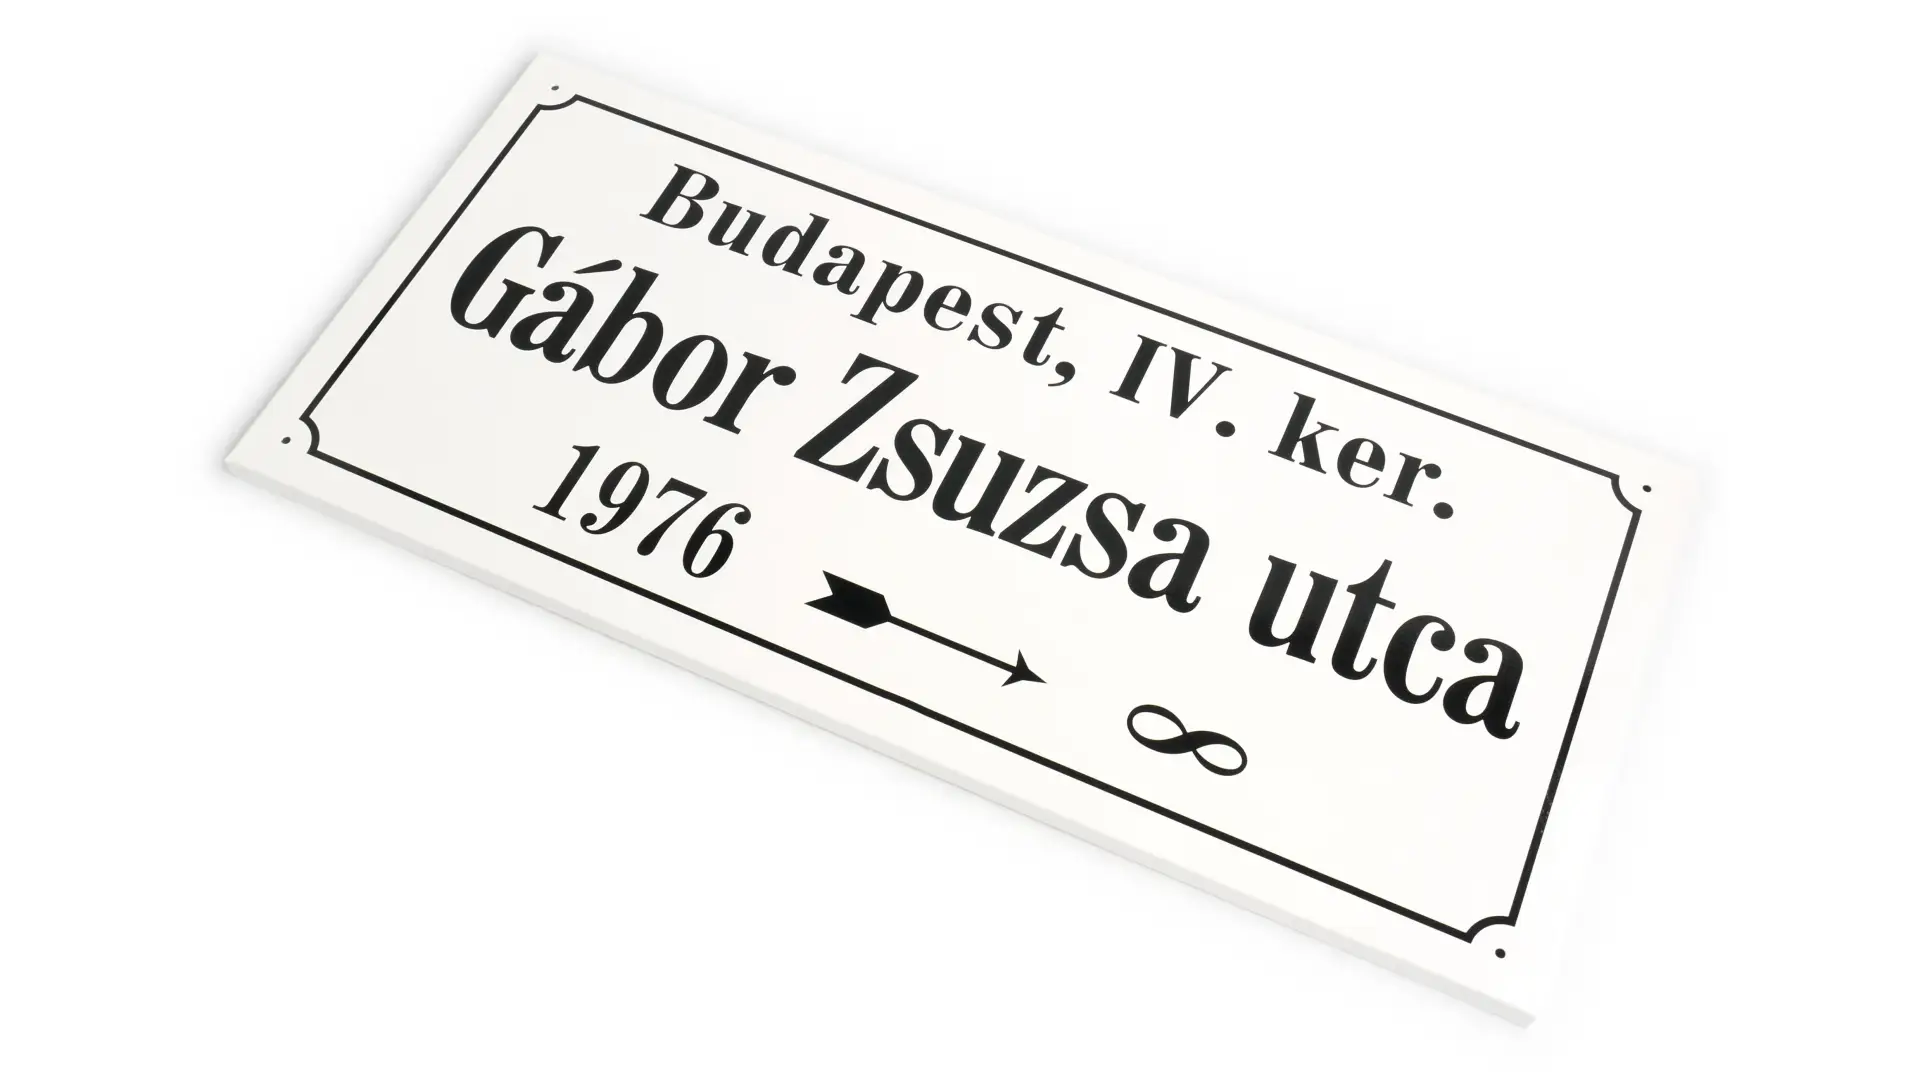 Budapest, IV. ker.
Gábor Zsuzsa utca
1976 → ∞